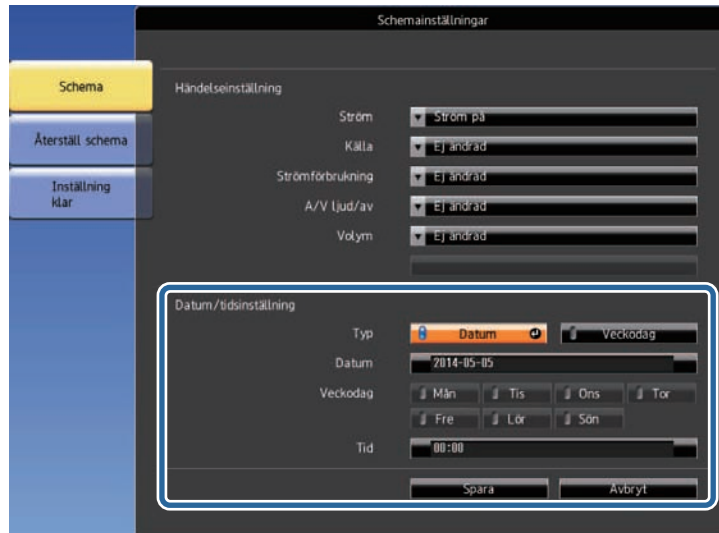 Schemainställningar
Schema
Återställ schema
Inställning
klar
Händelseinställning
Ström Ström på
Källa Ej ändrad
Strömförbrukning Ej ändrad
A/V ljud/av Ej ändrad
Volym Ej ändrad
Datum/tidsinställning
Typ Datum Veckodag
Datum 2014-05-05
Veckodag Mån Tis Ons Tor
Fre Lör Sön
Tid 00:00
Spara Avbryt